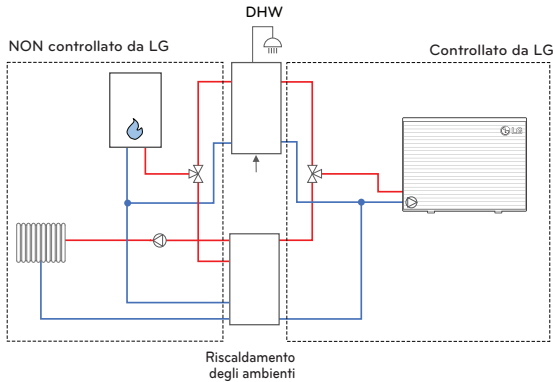 DHW
NON controllato da LG
Controllato da LG
LG
Riscaldamento
degli ambienti